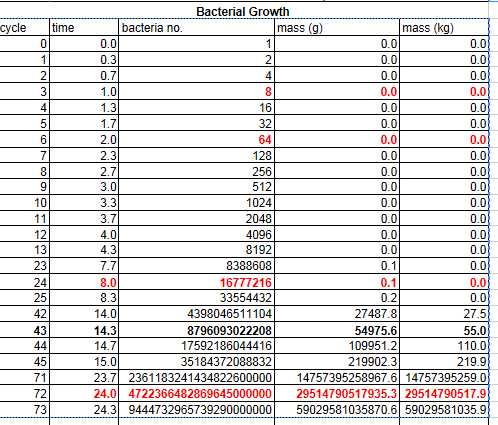 Bacterial Growth
cycle time bacteria no. mass (g) mass (kg)
0 0.0 1 0.0 0.0
1 0.3 2 0.0 0.0
2 0.7 4 0.0 0.0
3 1.0 8 0.0 0.0
4 1.3 16 0.0 0.0
5 1.7 32 0.0 0.0
6 2.0 64 0.0 0.0
7 2.3 128 0.0 0.0
8 2.7 256 0.0 0.0
9 3.0 512 0.0 0.0
10 3.3 1024 0.0 0.0
11 3.7 2048 0.0 0.0
12 4.0 4096 0.0 0.0
13 4.3 8192 0.0 0.0
23 7.7 8388608 0.1 0.0
24 8.0 16777216 0.1 0.0
25 8.3 33554432 0.2 0.0
42 14.0 4398046511104 27487.8 27.5
43 14.3 8796093022208 54975.6 55.0
44 14.7 17592186044416 109951.2 110.0
45 15.0 35184372088832 219902.3 219.9
71 23.7 2361183241434822600000 14757395258967.6 14757395259.0
72 24.0 4722366482869645000000 29514790517935.3 29514790517.9
73 24.3 9444732965739290000000 59029581035870.6 59029581035.9